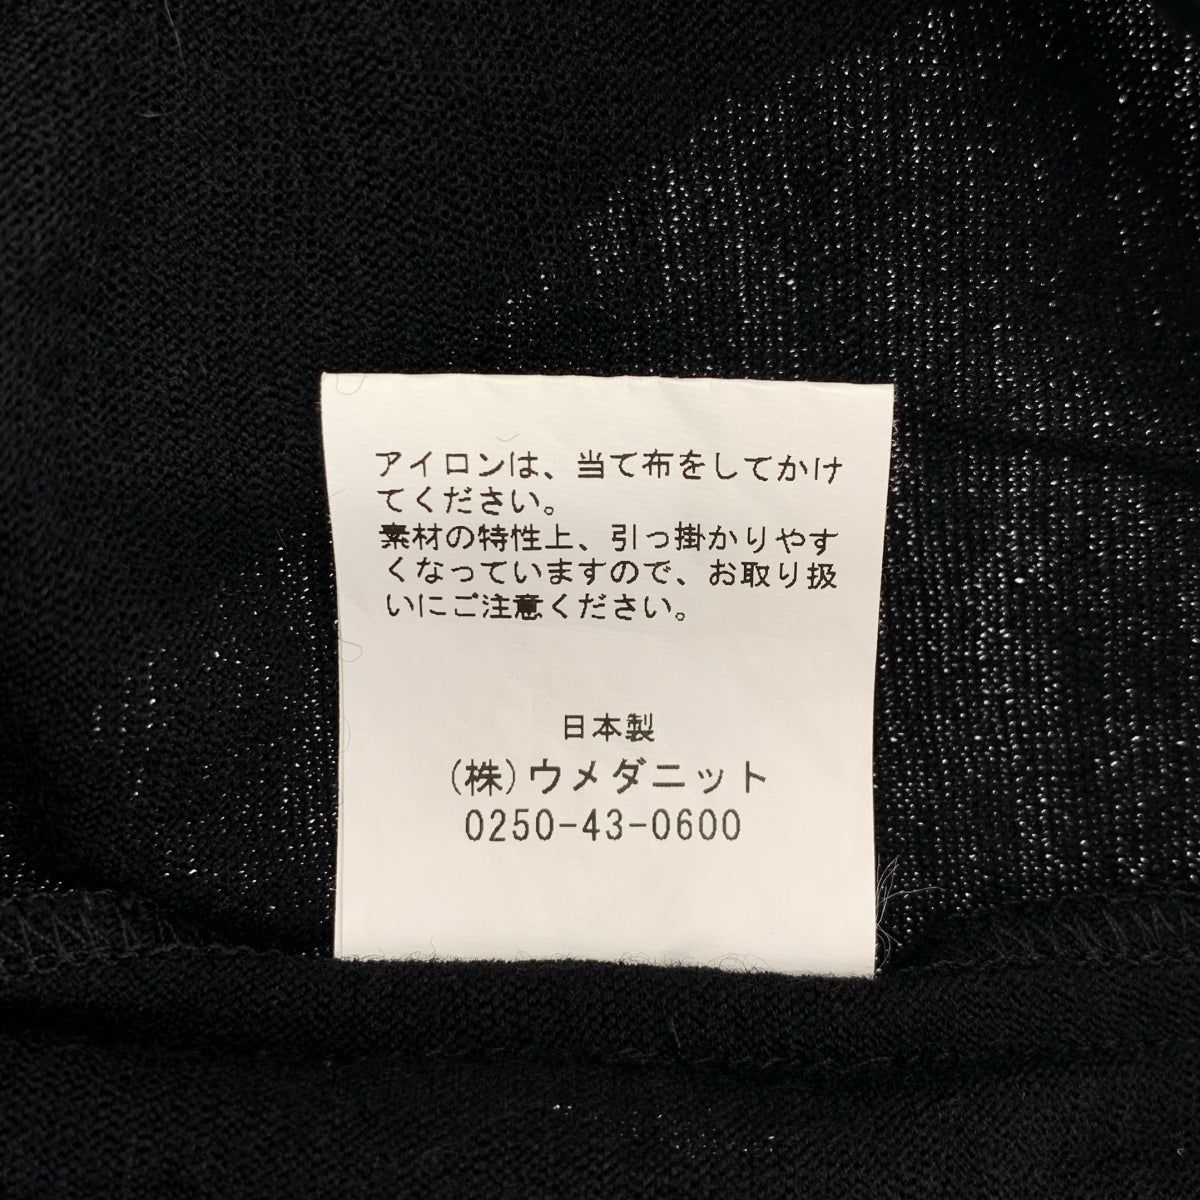 アイロンは、当て布をしてかけ
てください。
素材の特性上、引っ掛かりやす
くなっていますので、お取り扱
いにご注意ください。
日本製
(株)ウメダニット
0250-43-0600